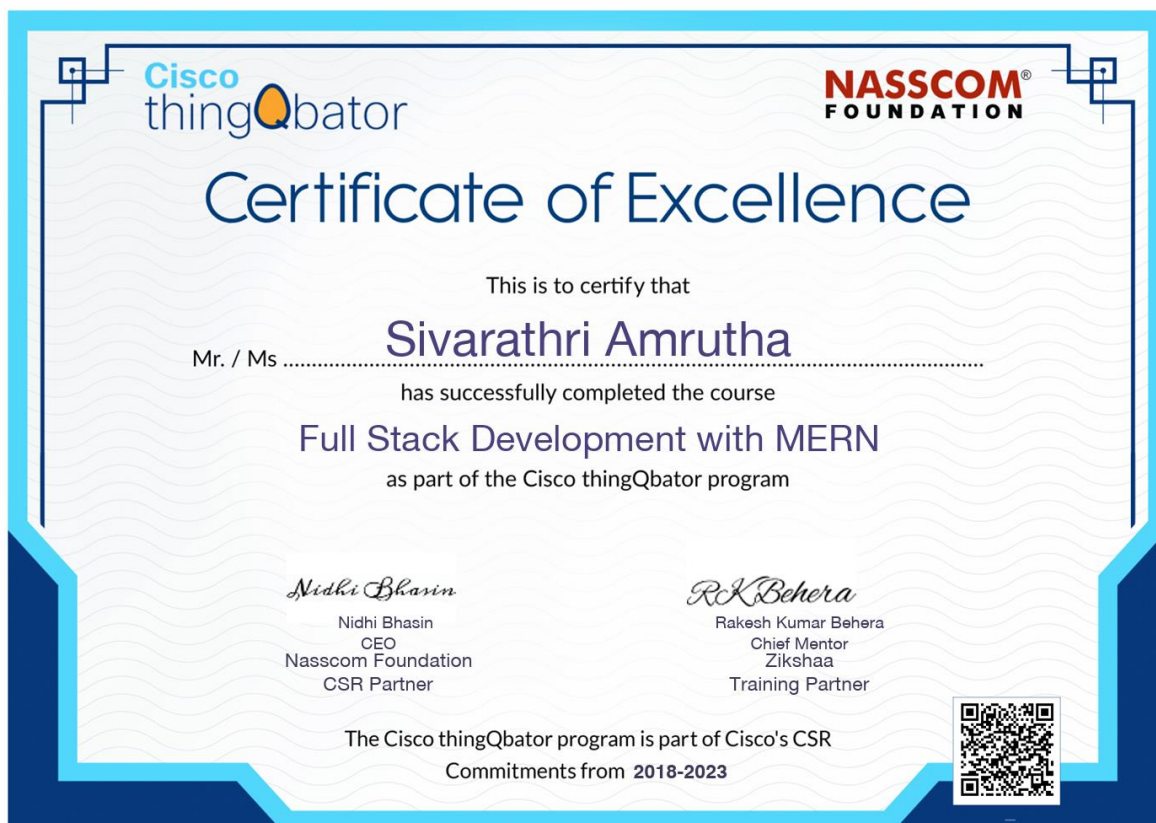 Cisco
thingQbator
NASSCOM®
FOUNDATION
Certificate of Excellence
This is to certify that
Mr. / Ms Sivarathri Amrutha
has successfully completed the course
Full Stack Development with MERN
as part of the Cisco thingQbator program
Nidhi Bhasin
Nidhi Bhasin
CEO
Nasscom Foundation
CSR Partner
RK Behera
Rakesh Kumar Behera
Chief Mentor
Zikshaa
Training Partner
The Cisco thingQbator program is part of Cisco's CSR
Commitments from 2018-2023